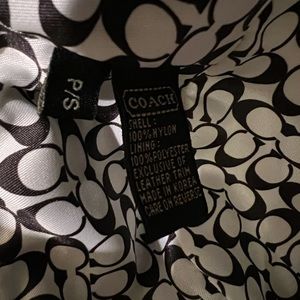 P/S
COACH
SHELL:
100% NYLON
LINING:
100% POLYESTER
EXCLUSIVE OF
LEATHER TRIM
MADE IN KOREA
CARE ON REVERSE